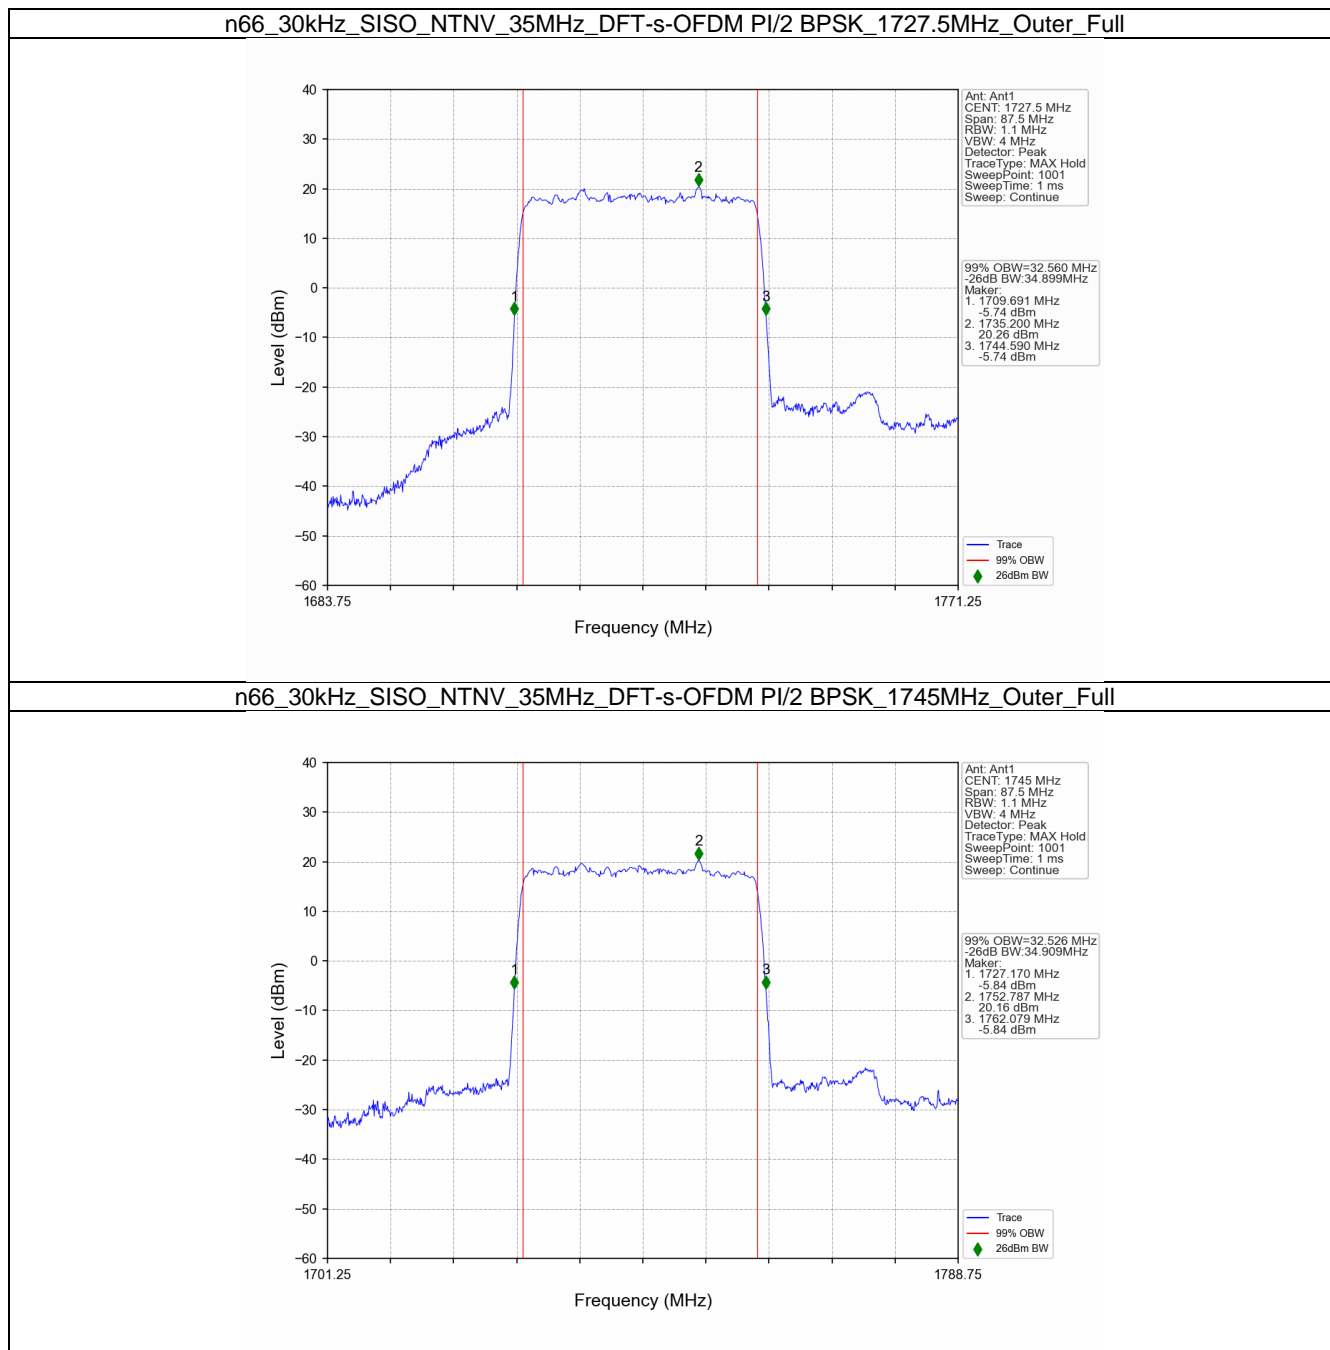 n66_30kHz_SISO_NTNV_35MHz_DFT-s-OFDM PI/2 BPSK_1727.5MHz_Outer_Full
40
30
20
10
0
−10
−20
−30
−40
−50
−60
Level (dBm)
1683.75
1771.25
Frequency (MHz)
1
2
3
Ant: Ant1
CENT: 1727.5 MHz
Span: 87.5 MHz
RBW: 1.1 MHz
VBW: 4 MHz
Detector: Peak
TraceType: MAX Hold
SweepPoint: 1001
SweepTime: 1 ms
Sweep: Continue
99% OBW=32.560 MHz
-26dB BW:34.899MHz
Maker:
1. 1709.691 MHz
-5.74 dBm
2. 1735.200 MHz
20.26 dBm
3. 1744.590 MHz
-5.74 dBm
Trace
99% OBW
26dBm BW
n66_30kHz_SISO_NTNV_35MHz_DFT-s-OFDM PI/2 BPSK_1745MHz_Outer_Full
40
30
20
10
0
−10
−20
−30
−40
−50
−60
Level (dBm)
1701.25
1788.75
Frequency (MHz)
1
2
3
Ant: Ant1
CENT: 1745 MHz
Span: 87.5 MHz
RBW: 1.1 MHz
VBW: 4 MHz
Detector: Peak
TraceType: MAX Hold
SweepPoint: 1001
SweepTime: 1 ms
Sweep: Continue
99% OBW=32.526 MHz
-26dB BW:34.909MHz
Maker:
1. 1727.170 MHz
-5.84 dBm
2. 1752.787 MHz
20.16 dBm
3. 1762.079 MHz
-5.84 dBm
Trace
99% OBW
26dBm BW